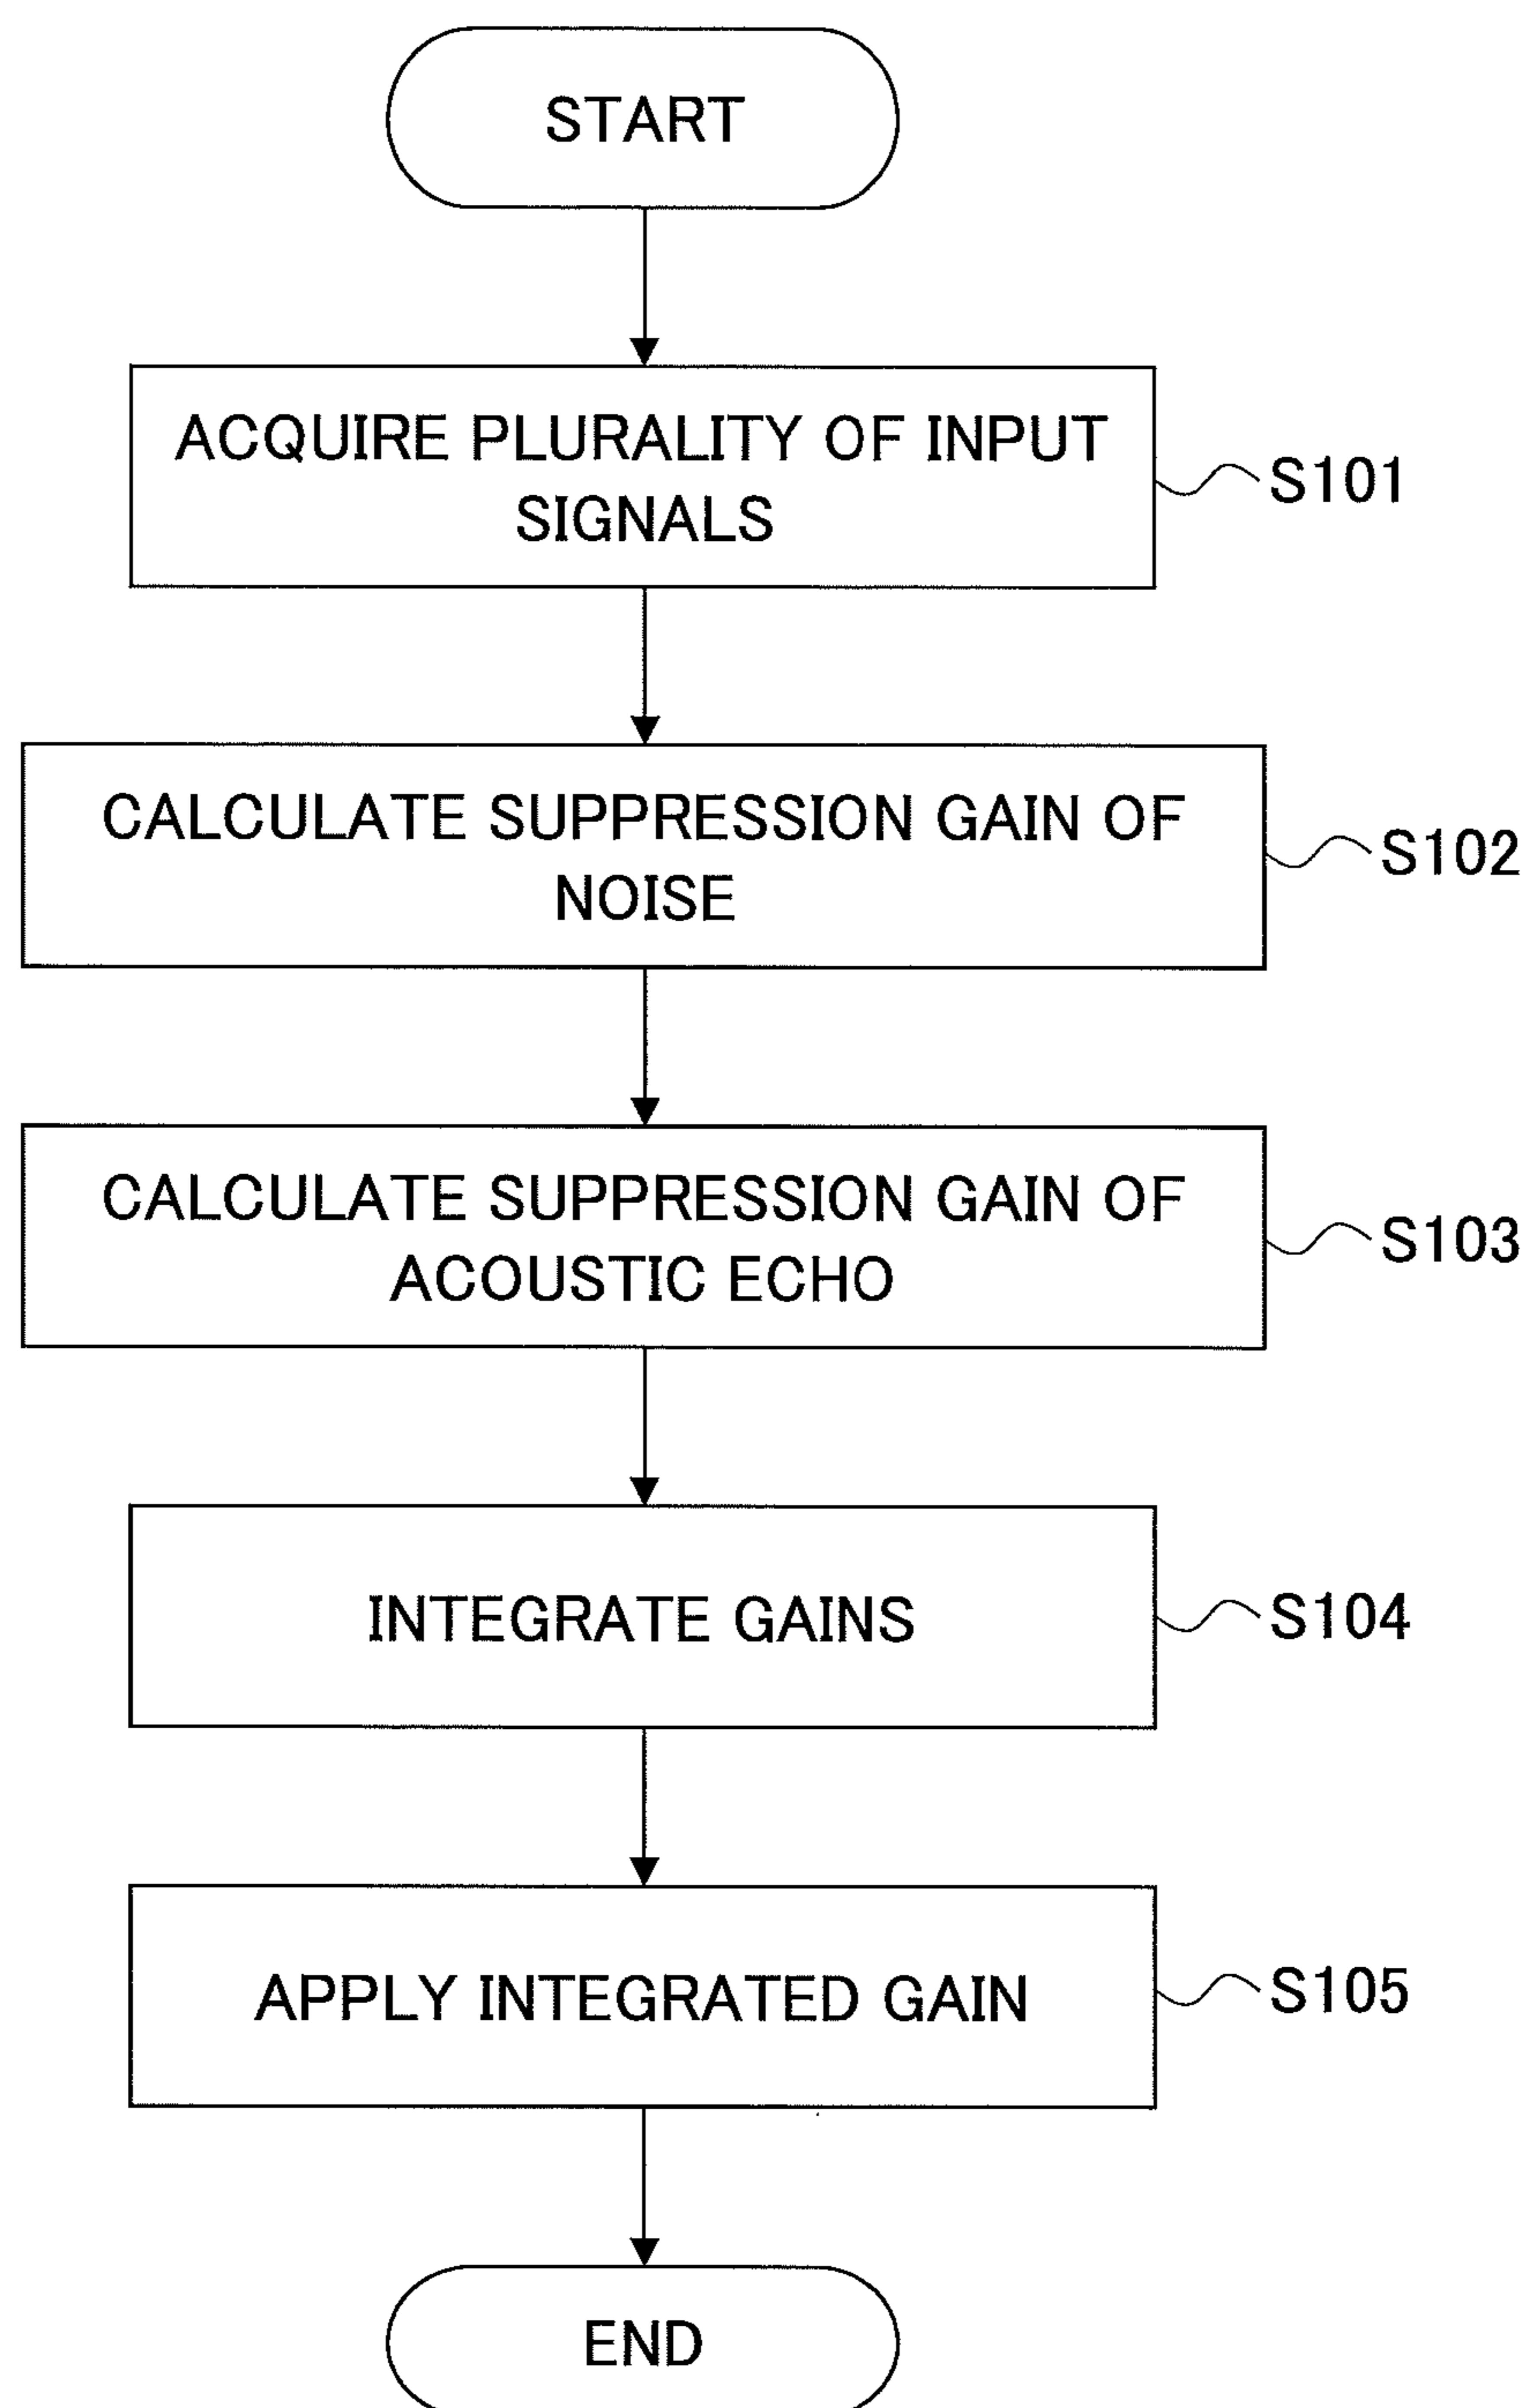 START
ACQUIRE PLURALITY OF INPUT
SIGNALS
S101
CALCULATE SUPPRESSION GAIN OF
NOISE
S102
CALCULATE SUPPRESSION GAIN OF
ACOUSTIC ECHO
S103
INTEGRATE GAINS
S104
APPLY INTEGRATED GAIN
S105
END